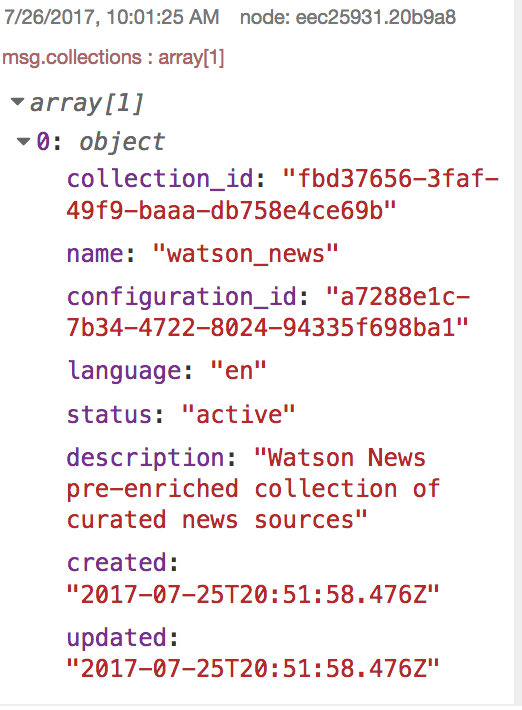 7/26/2017, 10:01:25 AM node: eec25931.20b9a8
msg.collections : array[1]
array[1]
0: object
collection_id: "fbd37656-3faf-
49f9-baaa-db758e4ce69b"
name: "watson_news"
configuration_id: "a7288e1c-
7b34-4722-8024-94335f698ba1"
language: "en"
status: "active"
description: "Watson News
pre-enriched collection of
curated news sources"
created:
"2017-07-25T20:51:58.476Z"
updated:
"2017-07-25T20:51:58.476Z"